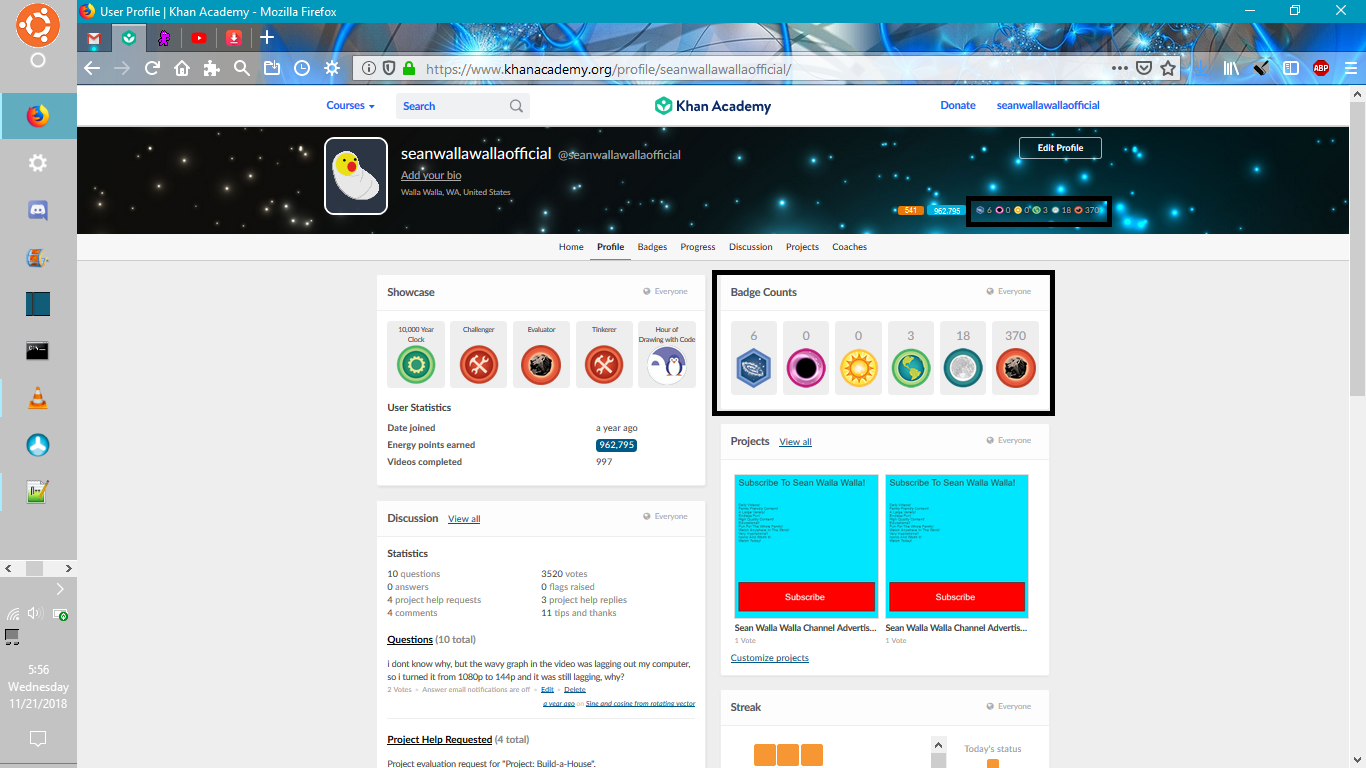 User Profile | Khan Academy - Mozilla Firefox
https://www.khanacademy.org/profile/seanwallawallaofficial/
ABP
Courses
Search
Khan Academy
Donate
seanwallawallaofficial
seanwallawallaofficial @seanwallawallaofficial
Edit Profile
Add your bio
Walla Walla, WA, United States
541 962,795 6 0 0 3 18 370
Home Profile Badges Progress Discussion Projects Coaches
Showcase Everyone
10,000 Year Clock
Challenger
Evaluator
Tinkerer
Hour of Drawing with Code
User Statistics
Date joined a year ago
Energy points earned 962,795
Videos completed 997
Badge Counts Everyone
6 0 0 3 18 370
Discussion View all Everyone
Statistics
10 questions 3520 votes
0 answers 0 flags raised
4 project help requests 3 project help replies
4 comments 11 tips and thanks
Questions (10 total)
i dont know why, but the wavy graph in the video was lagging out my computer,
so i turned it from 1080p to 144p and it was still lagging, why?
2 Votes • Answer email notifications are off • Edit • Delete
a year ago on Sine and cosine from rotating vector
Project Help Requested (4 total)
Project evaluation request for "Project: Build-a-House".
Projects View all Everyone
Subscribe To Sean Walla Walla!
Subscribe
Sean Walla Walla Channel Advertis...
1 Vote
Subscribe To Sean Walla Walla!
Subscribe
Sean Walla Walla Channel Advertis...
1 Vote
Customize projects
Streak Everyone
Today's status
5:56
Wednesday
11/21/2018